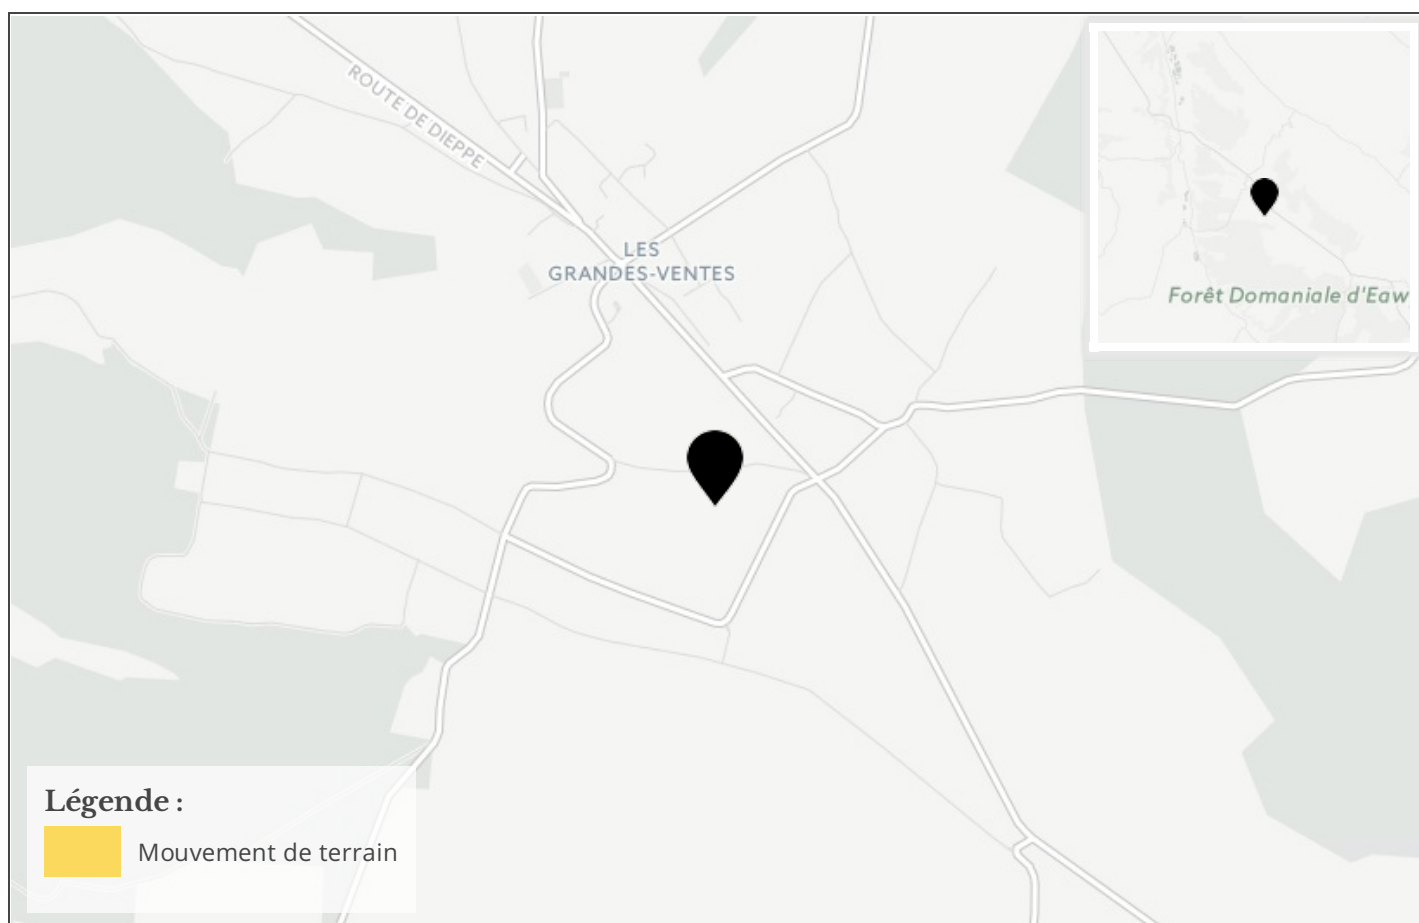 ROUTE DE DIEPPE
LES
GRANDES-VENTES
Forêt Domaniale d'Eaw
Légende :
Mouvement de terrain